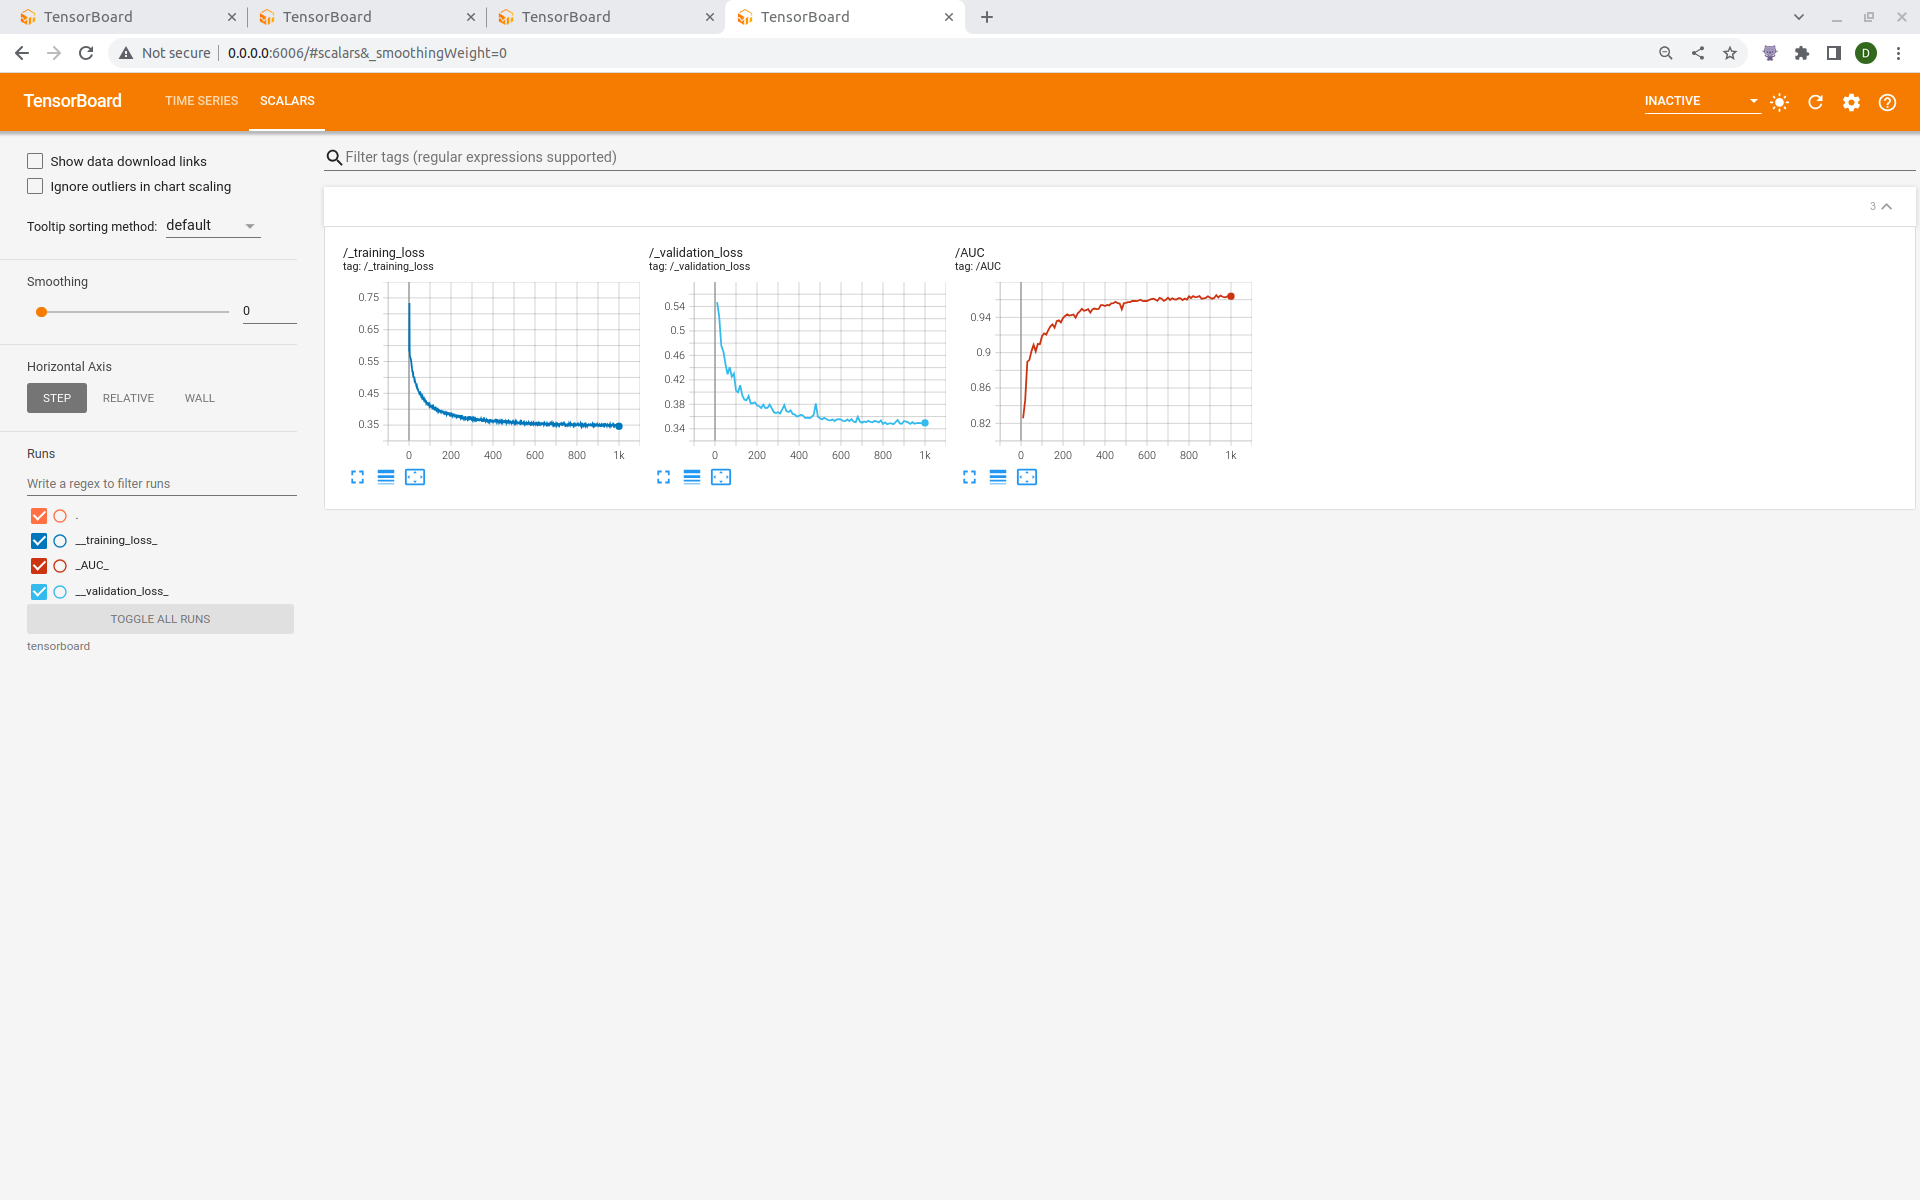 TensorBoard
TensorBoard
TensorBoard
TensorBoard
Not secure
0.0.0.0:6006/#scalars&_smoothingWeight=0
D
TensorBoard
TIME SERIES
SCALARS
INACTIVE
Show data download links
Ignore outliers in chart scaling
Tooltip sorting method: default
Smoothing
0
Horizontal Axis
STEP
RELATIVE
WALL
Runs
Write a regex to filter runs
.
__training_loss_
_AUC_
__validation_loss_
TOGGLE ALL RUNS
tensorboard
Filter tags (regular expressions supported)
3
/_training_loss
tag: /_training_loss
0.75
0.65
0.55
0.45
0.35
0 200 400 600 800 1k
/_validation_loss
tag: /_validation_loss
0.54
0.5
0.46
0.42
0.38
0.34
0 200 400 600 800 1k
/AUC
tag: /AUC
0.94
0.9
0.86
0.82
0 200 400 600 800 1k